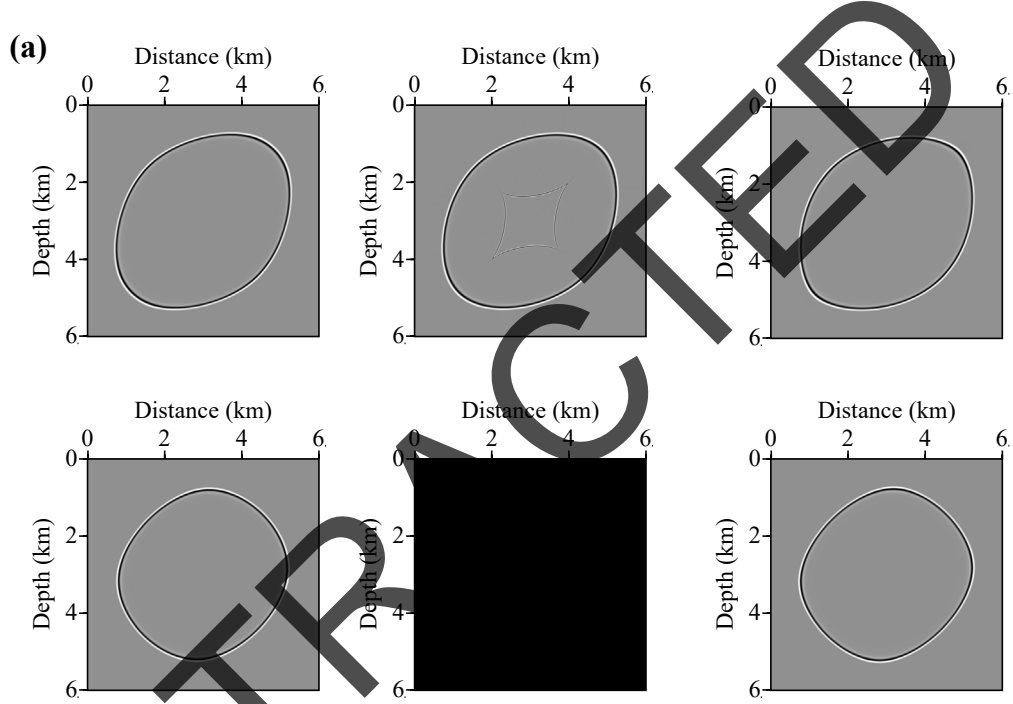 (a)
Distance (km) Distance (km) Distance (km)
0 2 4 6. 0 2 4 6. 0 2 4 6.
0 0 0
2 2 2
4 4 4
6. 6. 6.
Depth (km) Depth (km) Depth (km)
Distance (km) Distance (km) Distance (km)
0 2 4 6. 0 2 4 6. 0 2 4 6.
0 0 0
2 2 2
4 4 4
6. 6. 6.
Depth (km) Depth (km) Depth (km)
TRACTED